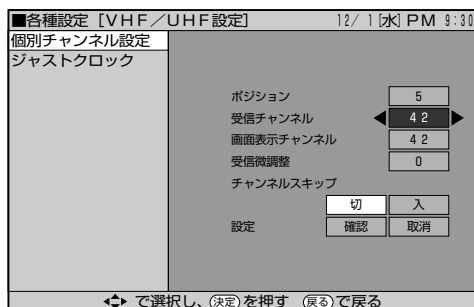 ■各種設定［VHF／UHF設定］ 12/ 1[水] PM 9:30
個別チャンネル設定
ジャストクロック
ポジション 5
受信チャンネル ◀ 42 ▶
画面表示チャンネル 42
受信微調整 0
チャンネルスキップ
切 入
設定 確認 取消
で選択し、決定を押す 戻るで戻る